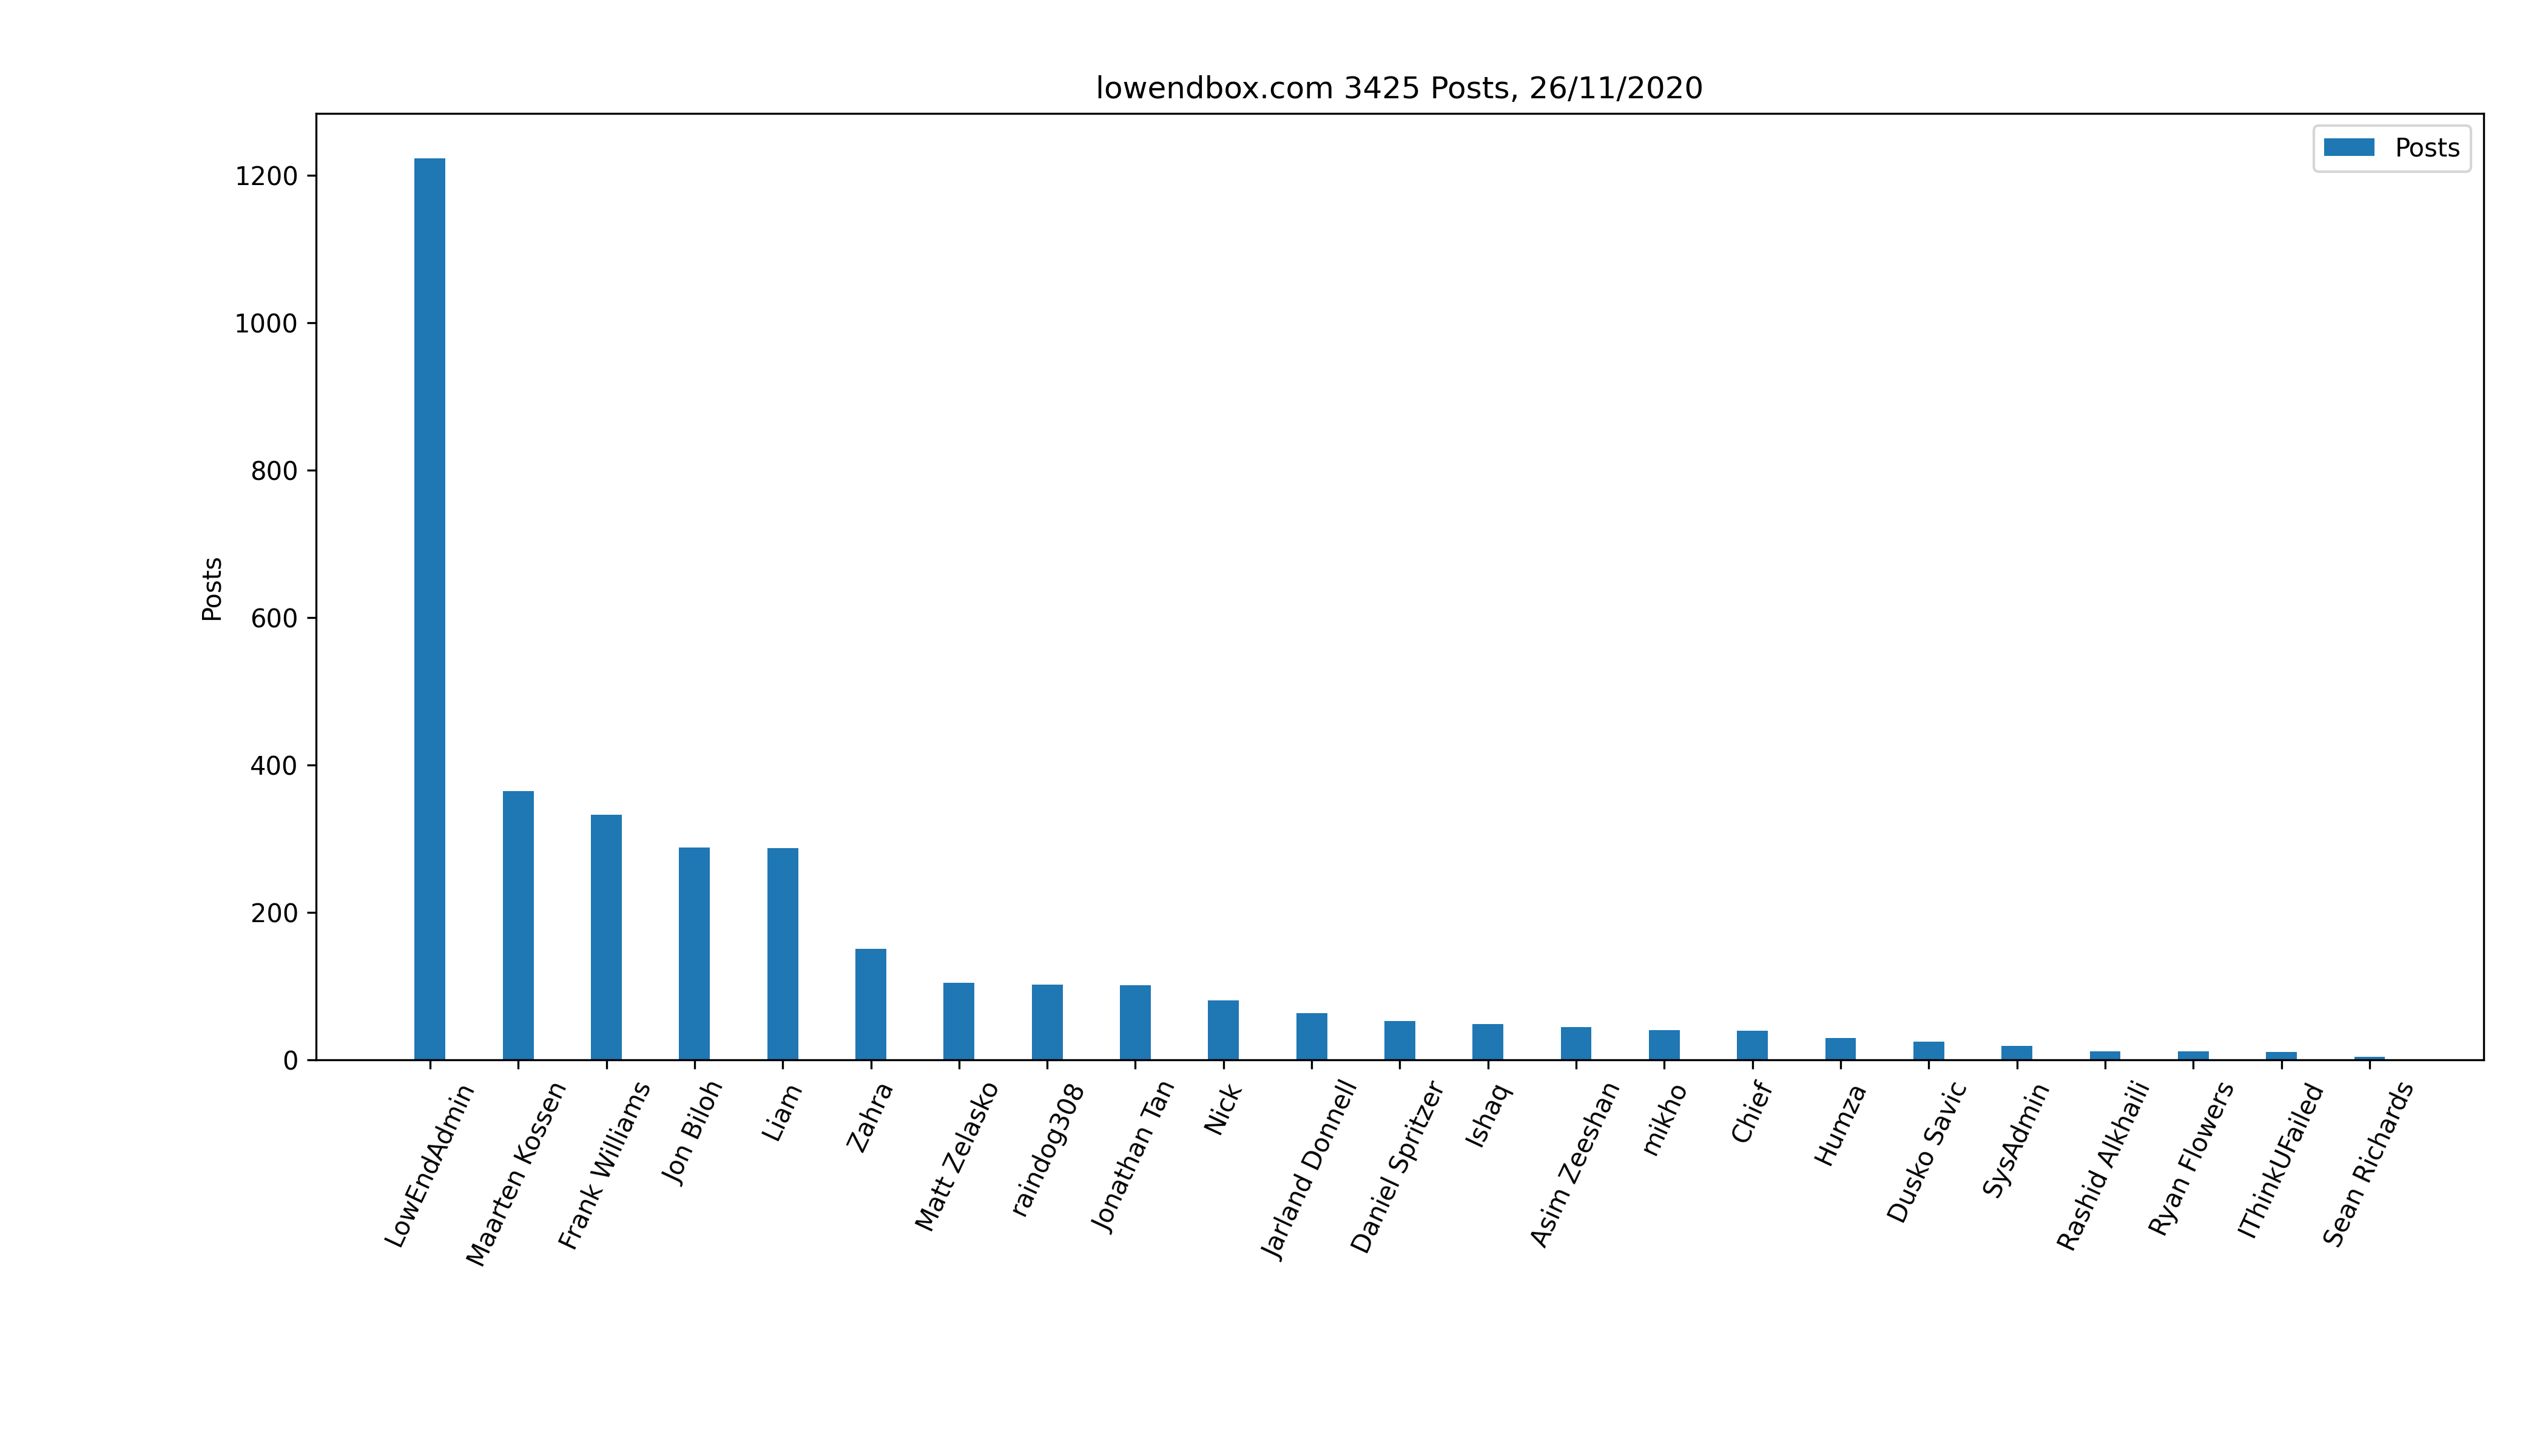 lowendbox.com 3425 Posts, 26/11/2020
Posts
1200
1000
800
600
400
200
0
Posts
LowEndAdmin
Maarten Kossen
Frank Williams
Jon Biloh
Liam
Zahra
Matt Zelasko
raindog308
Jonathan Tan
Nick
Jarland Donnell
Daniel Spritzer
Ishaq
Asim Zeeshan
mikho
Chief
Humza
Dusko Savic
SysAdmin
Rashid Alkhaili
Ryan Flowers
IThinkUFailed
Sean Richards